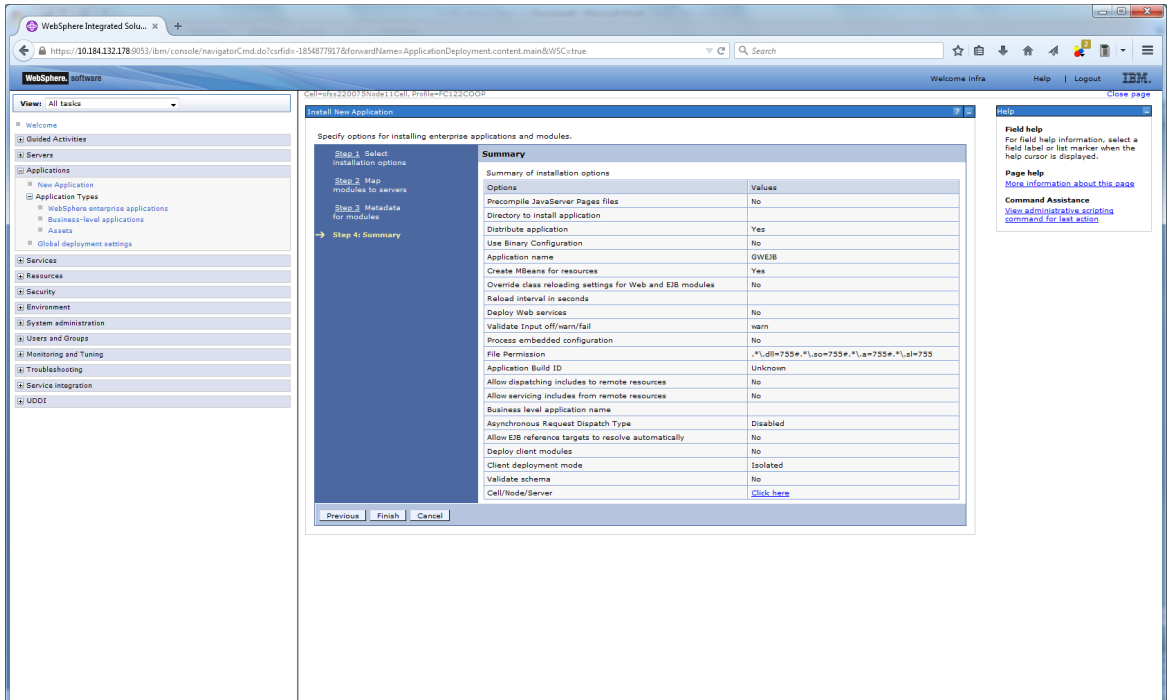 WebSphere Integrated Solu... × +
https://10.184.132.178:9053/ibm/console/navigatorCmd.do?csrfid=-1854877917&forwardName=ApplicationDeployment.content.main&WSC=true
Search
2
WebSphere. software
Welcome Infra
Help | Logout
IBM.
View: All tasks
Welcome
Guided Activities
Servers
Applications
New Application
Application Types
WebSphere enterprise applications
Business-level applications
Assets
Global deployment settings
Services
Resources
Security
Environment
System administration
Users and Groups
Monitoring and Tuning
Troubleshooting
Service integration
UDDI
Cell=ofss220075Node11Cell, Profile=FC122COOP
Close page
Install New Application
Specify options for installing enterprise applications and modules.
Step 1 Select
installation options
Step 2 Map
modules to servers
Step 3 Metadata
for modules
Step 4: Summary
Summary
Summary of installation options
Options Values
Precompile JavaServer Pages files No
Directory to install application
Distribute application Yes
Use Binary Configuration No
Application name GWEJB
Create MBeans for resources Yes
Override class reloading settings for Web and EJB modules No
Reload interval in seconds
Deploy Web services No
Validate Input off/warn/fail warn
Process embedded configuration No
File Permission .*\.dll=755#.*\.so=755#.*\.a=755#.*\.sl=755
Application Build ID Unknown
Allow dispatching includes to remote resources No
Allow servicing includes from remote resources No
Business level application name
Asynchronous Request Dispatch Type Disabled
Allow EJB reference targets to resolve automatically No
Deploy client modules No
Client deployment mode Isolated
Validate schema No
Cell/Node/Server Click here
Previous Finish Cancel
Help
Field help
For field help information, select a
field label or list marker when the
help cursor is displayed.
Page help
More information about this page
Command Assistance
View administrative scripting
command for last action